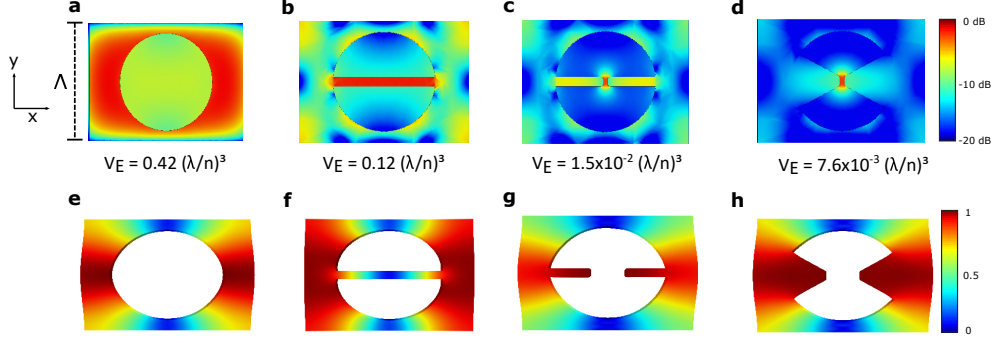 a b c d
y
x
Λ
0 dB
-10 dB
-20 dB
V_E = 0.42 (λ/n)³ V_E = 0.12 (λ/n)³ V_E = 1.5x10⁻² (λ/n)³ V_E = 7.6x10⁻³ (λ/n)³
e f g h
1
0.5
0